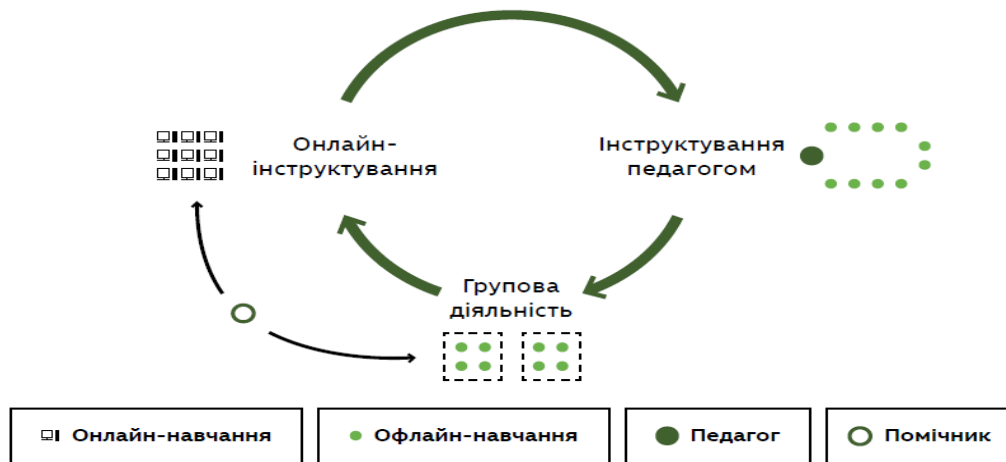 Онлайн-
інструктування
Інструктування
педагогом
Групова
діяльність
Онлайн-навчання
Офлайн-навчання
Педагог
Помічник